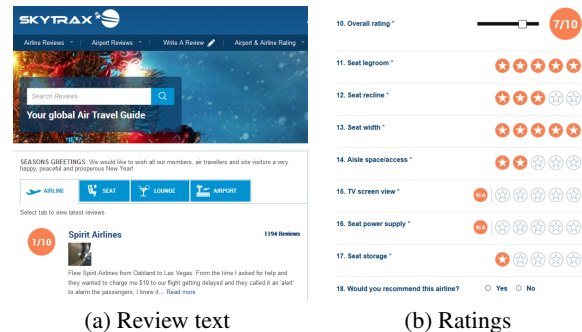 SKYTRAX
Airline Reviews
Airport Reviews
Write A Review
Airport & Airline Rating
Search Reviews
Your global Air Travel Guide
SEASONS GREETINGS. We would like to wish all our members, air travellers and site visitors a very
happy, peaceful and prosperous New Year!
AIRLINE
SEAT
LOUNGE
AIRPORT
Select tab to view latest reviews
1/10
Spirit Airlines
1194 Reviews
Flew Spirit Airlines from Oakland to Las Vegas. From the time I asked for help and
they wanted to charge me $10 to our flight getting delayed and they called it an 'alert'
to alarm the passengers, I knew it… Read more
(a) Review text
10. Overall rating *
7/10
11. Seat legroom *
12. Seat recline *
13. Seat width *
14. Aisle space/access *
15. TV screen view *
N/A
16. Seat power supply *
N/A
17. Seat storage *
18. Would you recommend this airline?
Yes
No
(b) Ratings